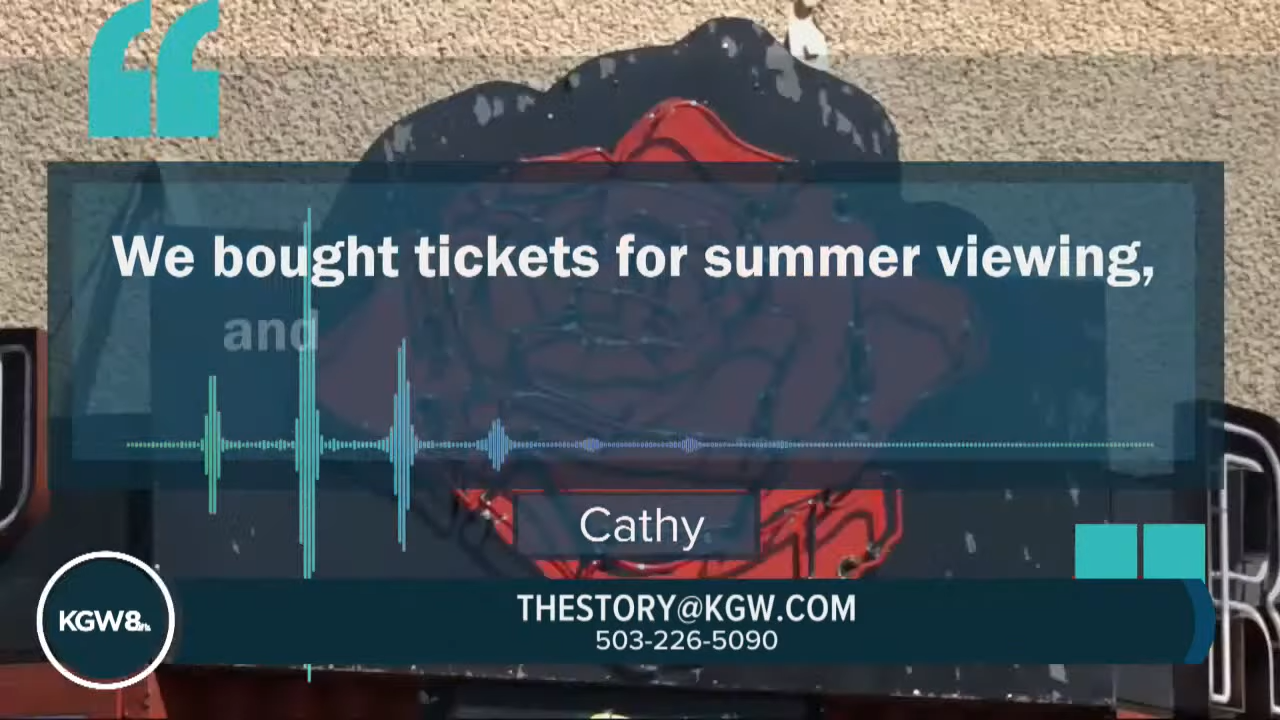 We bought tickets for summer viewing,
and
Cathy
THESTORY@KGW.COM
503-226-5090
KGW8
R